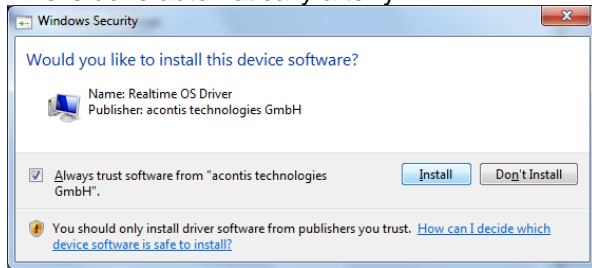 Windows Security
Would you like to install this device software?
Name: Realtime OS Driver
Publisher: acontis technologies GmbH
Always trust software from "acontis technologies
GmbH".
Install
Don't Install
You should only install driver software from publishers you trust. How can I decide which
device software is safe to install?